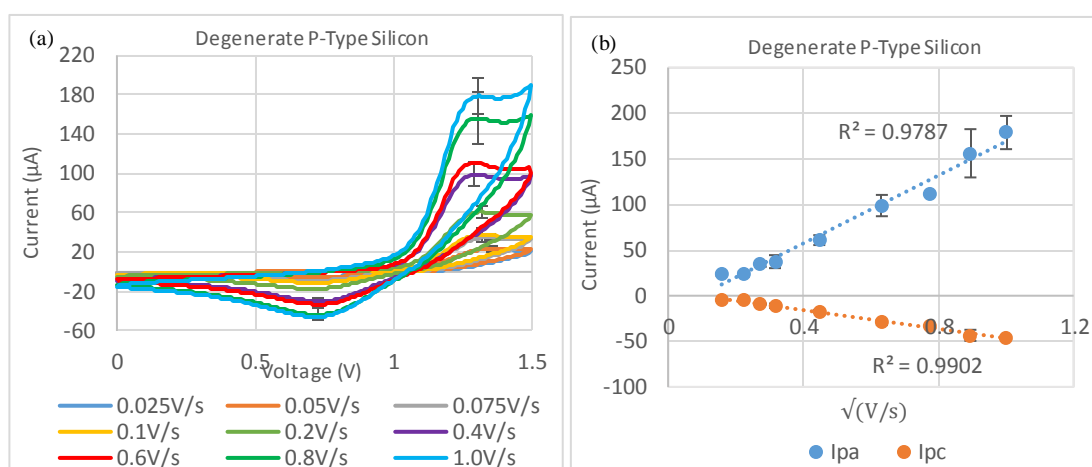 (a)
Degenerate P-Type Silicon
Current (µA)
220
180
140
100
60
20
-20
-60
0
0.5
1
1.5
Voltage (V)
0.025V/s
0.05V/s
0.075V/s
0.1V/s
0.2V/s
0.4V/s
0.6V/s
0.8V/s
1.0V/s
(b)
Degenerate P-Type Silicon
Current (µA)
250
200
150
100
50
0
-50
-100
R² = 0.9787
0
0.4
0.8
1.2
R² = 0.9902
√(V/s)
Ipa
Ipc